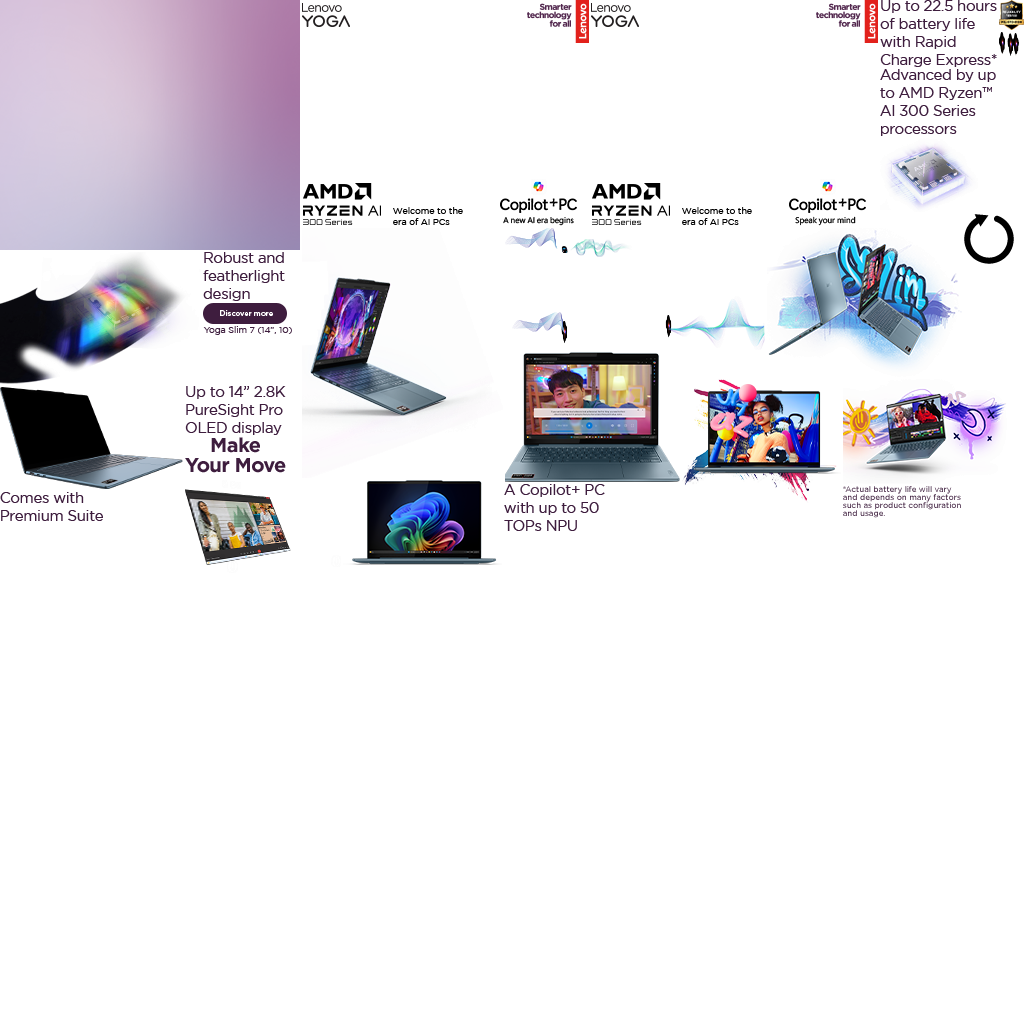 Lenovo
YOGA
Smarter
technology
for all
Lenovo
Lenovo
YOGA
Smarter
technology
for all
Lenovo
Up to 22.5 hours
of battery life
with Rapid
Charge Express*
Advanced by up
to AMD Ryzen™
AI 300 Series
processors
AMD
RYZEN AI
300 Series
Welcome to the
era of AI PCs
Copilot+PC
A new AI era begins
AMD
RYZEN AI
300 Series
Welcome to the
era of AI PCs
Copilot+PC
Speak your mind
Robust and
featherlight
design
Discover more
Yoga Slim 7 (14”, 10)
Slim
Up to 14” 2.8K
PureSight Pro
OLED display
Make
Your Move
Comes with
Premium Suite
A Copilot+ PC
with up to 50
TOPs NPU
*Actual battery life will vary
and depends on many factors
such as product configuration
and usage.